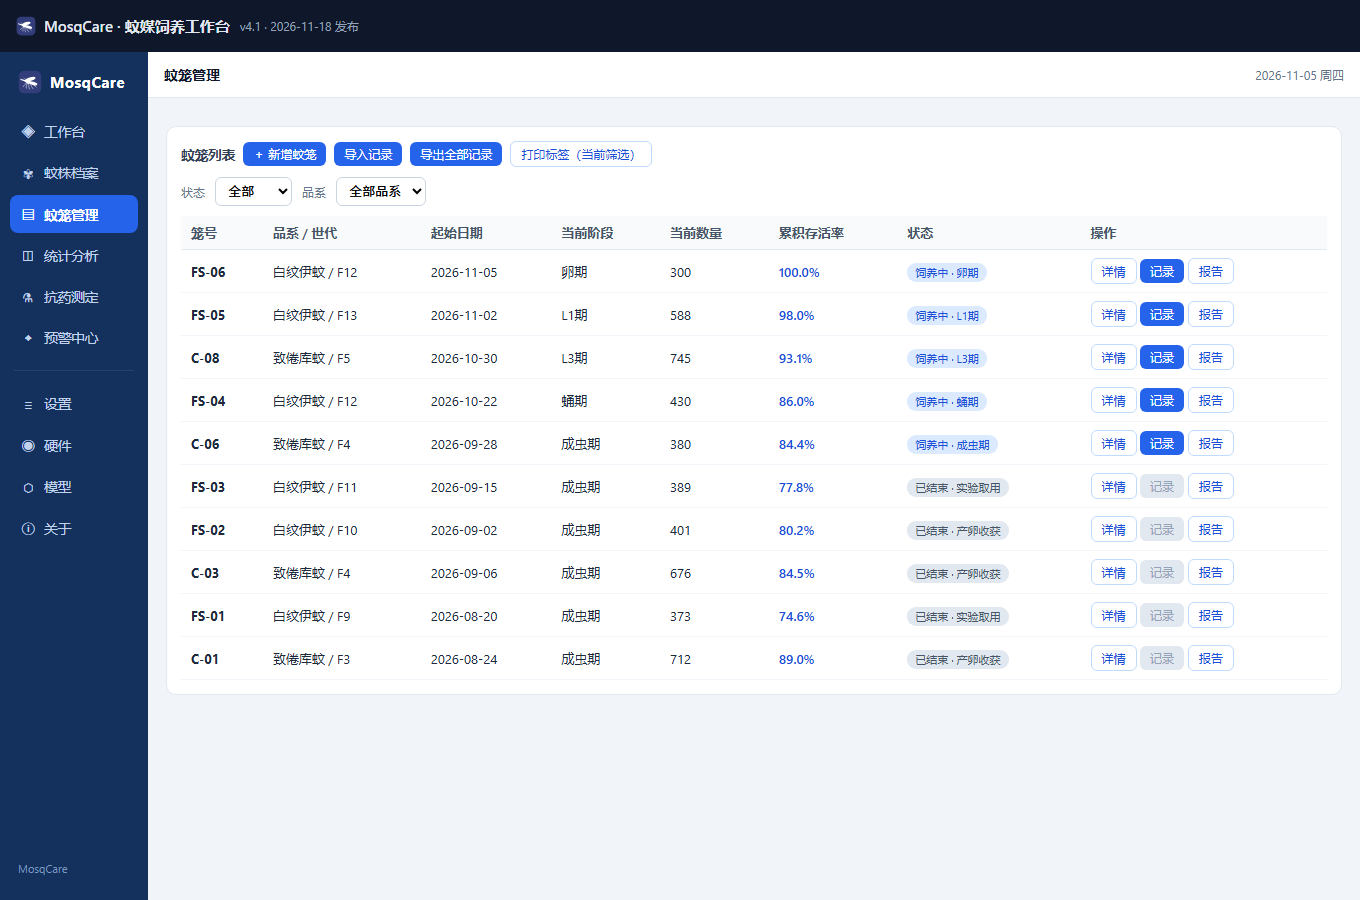 MosqCare · 蚊媒饲养工作台 v4.1 · 2026-11-18 发布
MosqCare
工作台
蚊株档案
蚊笼管理
统计分析
抗药测定
预警中心
设置
硬件
模型
关于
MosqCare
蚊笼管理 2026-11-05 周四
蚊笼列表 + 新增蚊笼 导入记录 导出全部记录 打印标签（当前筛选）
状态 全部 品系 全部品系
笼号 品系 / 世代 起始日期 当前阶段 当前数量 累积存活率 状态 操作
FS-06 白纹伊蚊 / F12 2026-11-05 卵期 300 100.0% 饲养中 · 卵期 详情 记录 报告
FS-05 白纹伊蚊 / F13 2026-11-02 L1期 588 98.0% 饲养中 · L1期 详情 记录 报告
C-08 致倦库蚊 / F5 2026-10-30 L3期 745 93.1% 饲养中 · L3期 详情 记录 报告
FS-04 白纹伊蚊 / F12 2026-10-22 蛹期 430 86.0% 饲养中 · 蛹期 详情 记录 报告
C-06 致倦库蚊 / F4 2026-09-28 成虫期 380 84.4% 饲养中 · 成虫期 详情 记录 报告
FS-03 白纹伊蚊 / F11 2026-09-15 成虫期 389 77.8% 已结束 · 实验取用 详情 记录 报告
FS-02 白纹伊蚊 / F10 2026-09-02 成虫期 401 80.2% 已结束 · 产卵收获 详情 记录 报告
C-03 致倦库蚊 / F4 2026-09-06 成虫期 676 84.5% 已结束 · 产卵收获 详情 记录 报告
FS-01 白纹伊蚊 / F9 2026-08-20 成虫期 373 74.6% 已结束 · 实验取用 详情 记录 报告
C-01 致倦库蚊 / F3 2026-08-24 成虫期 712 89.0% 已结束 · 产卵收获 详情 记录 报告